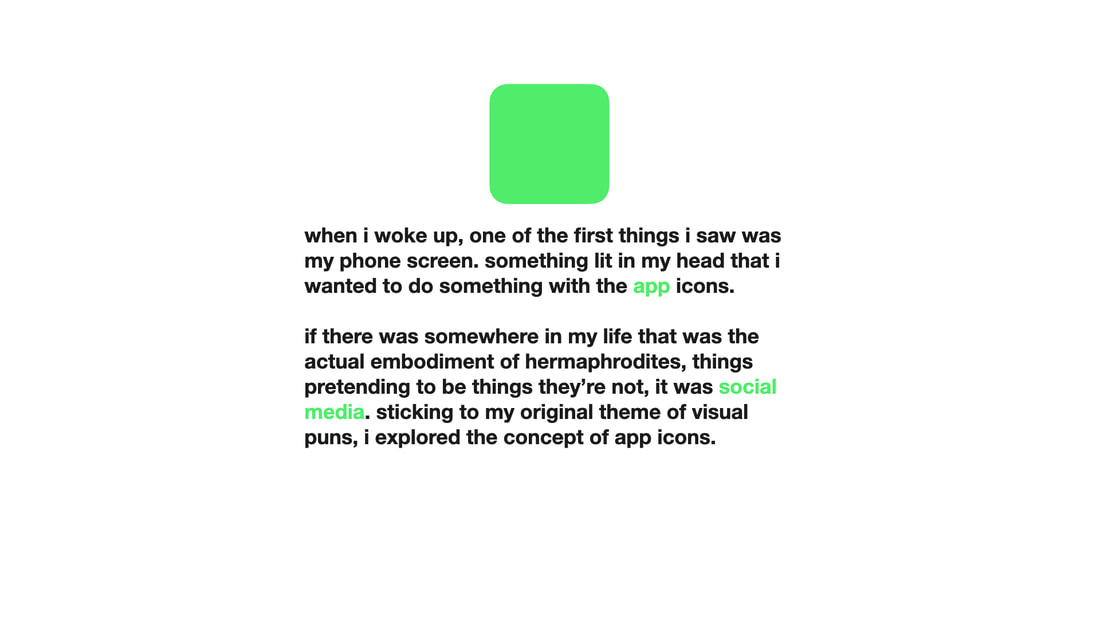 when i woke up, one of the first things i saw was
my phone screen. something lit in my head that i
wanted to do something with the app icons.
if there was somewhere in my life that was the
actual embodiment of hermaphrodites, things
pretending to be things they’re not, it was social
media. sticking to my original theme of visual
puns, i explored the concept of app icons.